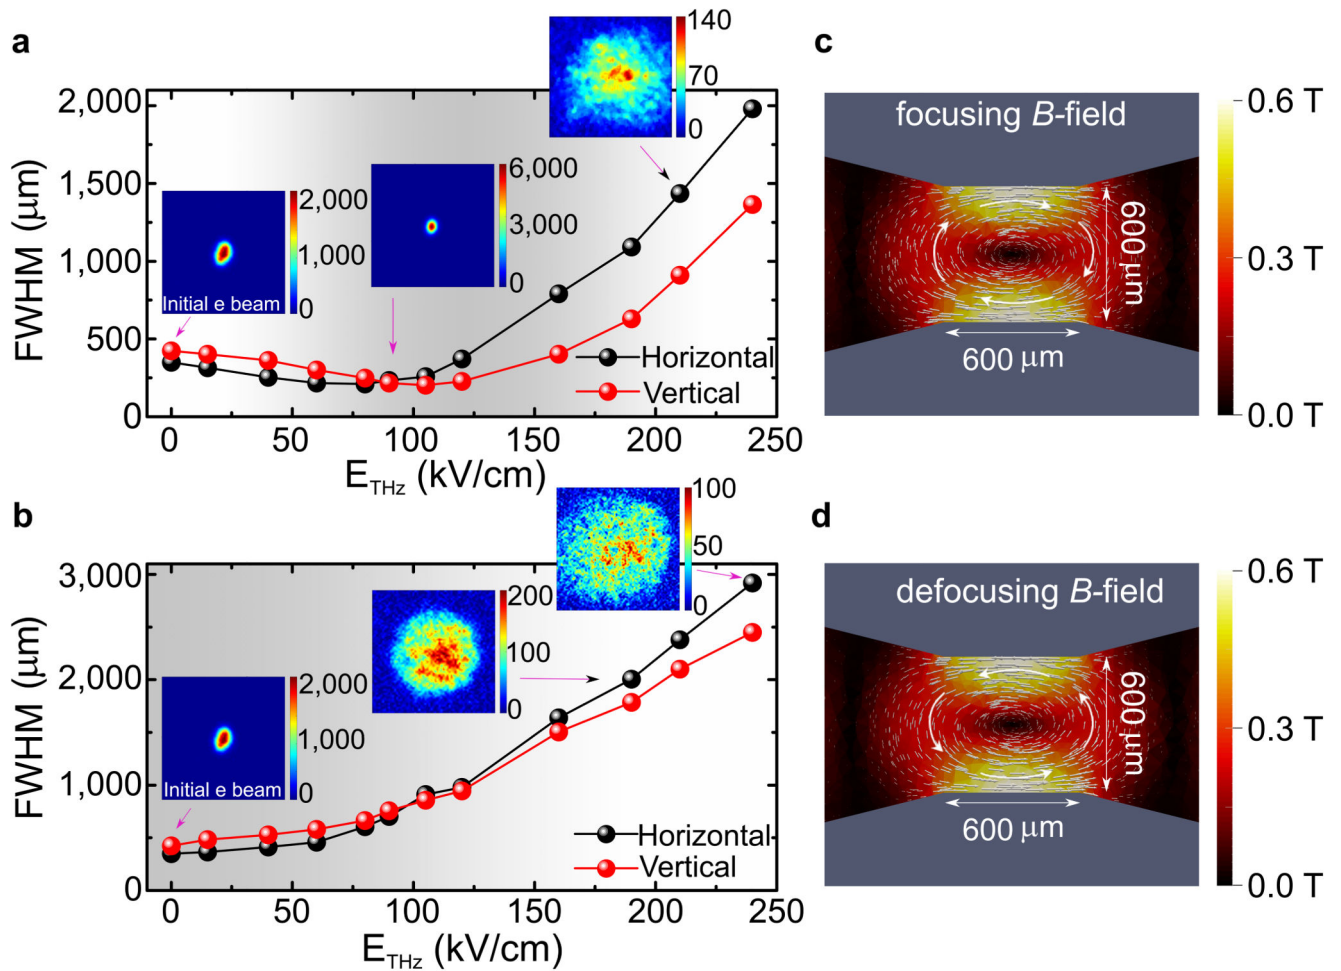 a
FWHM (μm)
2,000
1,500
1,000
500
0
0 50 100 150 200 250
E_THz (kV/cm)
2,000
1,000
0
Initial e beam
6,000
3,000
0
140
70
0
Horizontal
Vertical
c
focusing B-field
600 μm
600 μm
0.6 T
0.3 T
0.0 T
b
FWHM (μm)
3,000
2,000
1,000
0
0 50 100 150 200 250
E_THz (kV/cm)
2,000
1,000
0
Initial e beam
200
100
0
100
50
0
Horizontal
Vertical
d
defocusing B-field
600 μm
600 μm
0.6 T
0.3 T
0.0 T